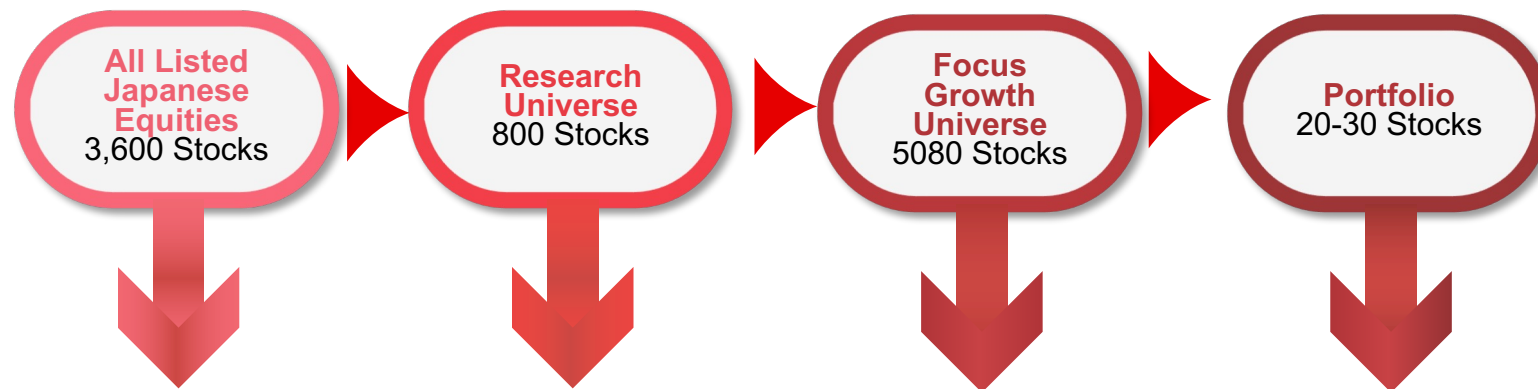 All Listed
Japanese
Equities
3,600 Stocks
Research
Universe
800 Stocks
Focus
Growth
Universe
5080 Stocks
Portfolio
20-30 Stocks